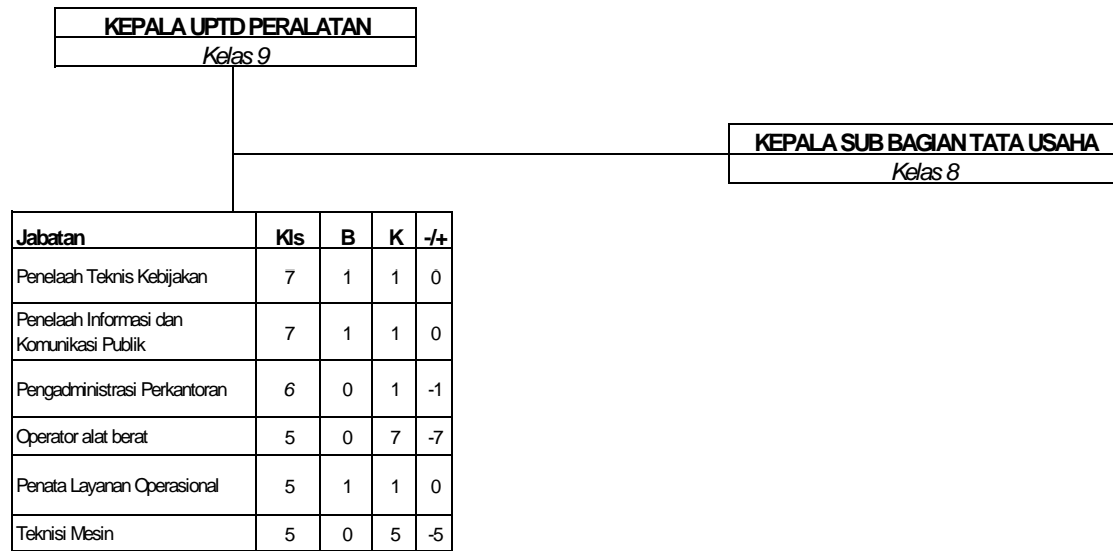 KEPALA UPTD PERALATAN
Kelas 9
KEPALA SUB BAGIAN TATA USAHA
Kelas 8
Jabatan Kls B K -/+
Penelaah Teknis Kebijakan 7 1 1 0
Penelaah Informasi dan
Komunikasi Publik 7 1 1 0
Pengadministrasi Perkantoran 6 0 1 -1
Operator alat berat 5 0 7 -7
Penata Layanan Operasional 5 1 1 0
Teknisi Mesin 5 0 5 -5